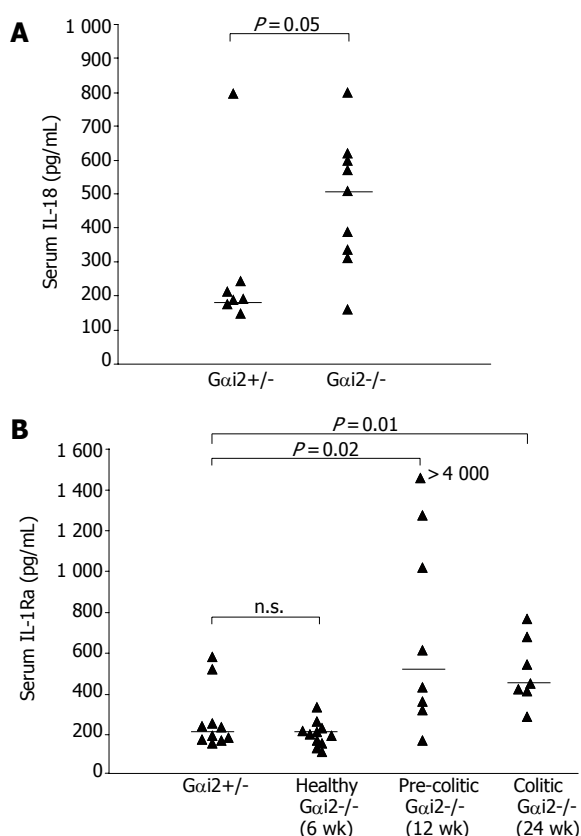 A
P = 0.05
Serum IL-18 (pg/mL)
1 000
900
800
700
600
500
400
300
200
100
0
Gαi2+/-
Gαi2-/-
B
P = 0.01
P = 0.02
> 4 000
n.s.
Serum IL-1Ra (pg/mL)
1 600
1 400
1 200
1 000
800
600
400
200
0
Gαi2+/-
Healthy
Gαi2-/-
(6 wk)
Pre-colitic
Gαi2-/-
(12 wk)
Colitic
Gαi2-/-
(24 wk)